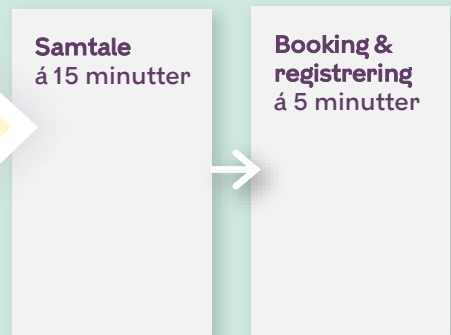 Samtale
á 15 minutter
Booking &
registrering
á 5 minutter